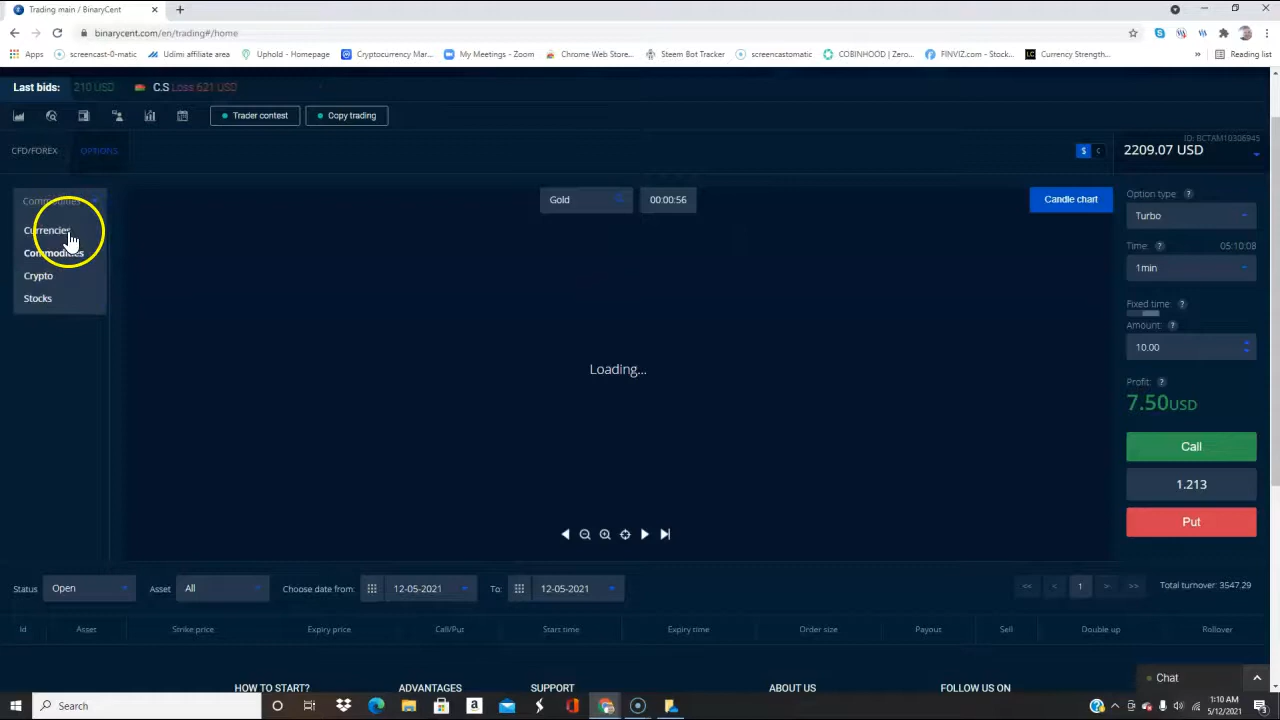 Trading main / BinaryCent
binarycent.com/en/trading#/home
Apps screencast-0-matic Udimi affiliate area Uphold - Homepage Cryptocurrency Mar... My Meetings - Zoom Chrome Web Store... Steem Bot Tracker screencastomatic COBINHOOD | Zero... FINVIZ.com - Stock... Currency Strength... » Reading list
Last bids: 210 USD C.S Loss 621 USD
Trader contest Copy trading
ID: BCTAM10306945
CFD/FOREX OPTIONS $ C 2209.07 USD
Commodities
Currencies
Commodities
Crypto
Stocks
Gold 00:00:56 Candle chart
Loading...
Option type: ?
Turbo
Time: ? 05:10:08
1min
Fixed time: ?
Amount: ?
10.00
Profit: ?
7.50USD
Call
1.213
Put
Status Open Asset All Choose date from: 12-05-2021 To: 12-05-2021 << < 1 > >> Total turnover: 3547.29
Id Asset Strike price Expiry price Call/Put Start time Expiry time Order size Payout Sell Double up Rollover
HOW TO START? ADVANTAGES SUPPORT ABOUT US FOLLOW US ON
Chat
Search
1:10 AM
5/12/2021